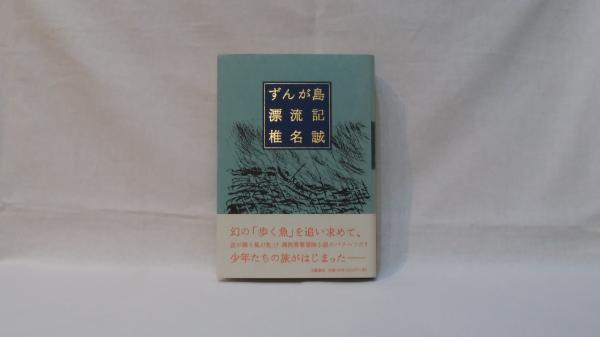 ずんが島
漂流記
椎名誠
幻の「歩く魚」を追い求めて、
少年たちの旅がはじまった——